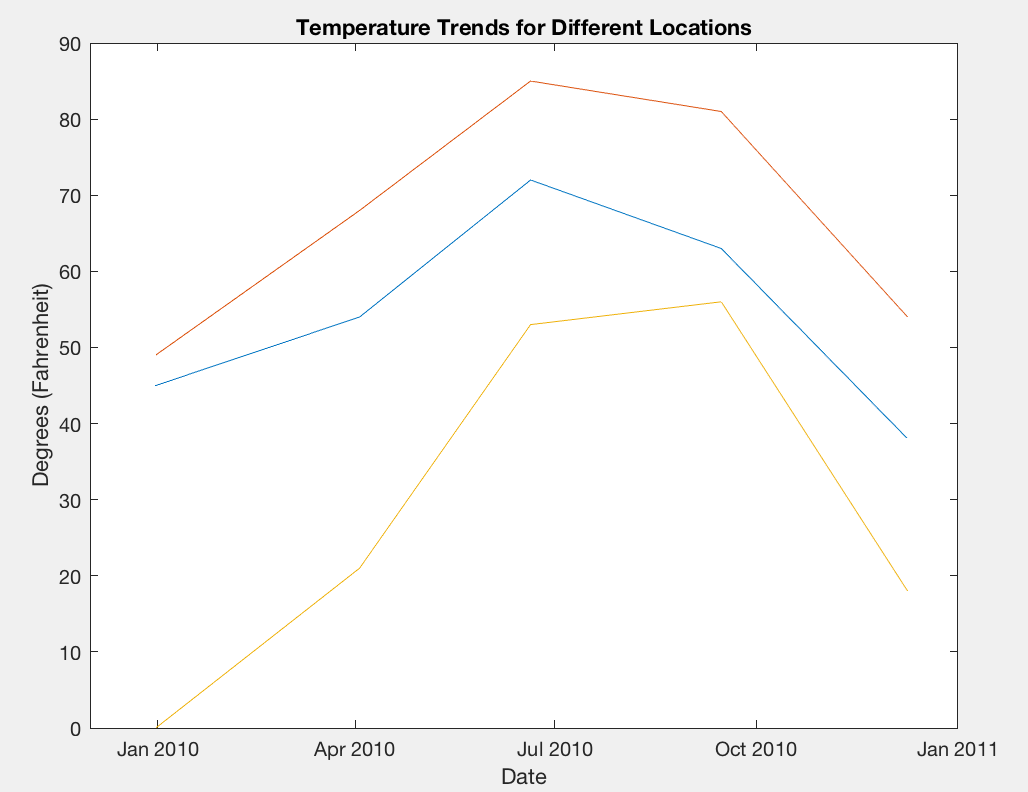 Temperature Trends for Different Locations
90
80
70
60
50
40
30
20
10
0
Degrees (Fahrenheit)
Jan 2010 Apr 2010 Jul 2010 Oct 2010 Jan 2011
Date